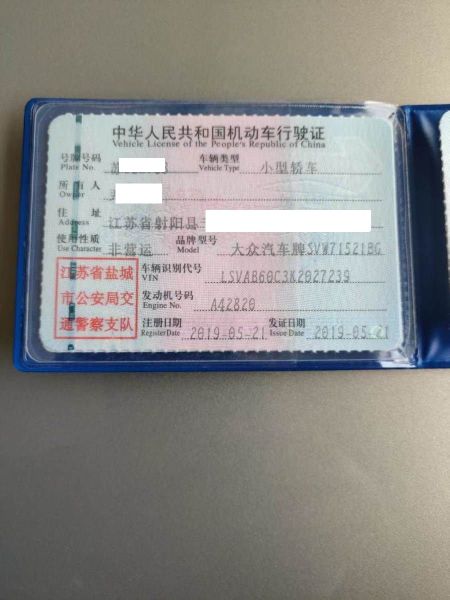 中华人民共和国机动车行驶证
Vehicle License of the People's Republic of China
号牌号码 苏 车辆类型 小型轿车
Plate No. Vehicle Type
所有人
Owner
住址 江苏省射阳县
Address
使用性质 非营运 品牌型号 大众汽车牌SVW71521BG
Use Character Model
江苏省盐城 车辆识别代号 LSVAB60C3K2027239
VIN
市公安局交 发动机号码 A42820
Engine No.
通警察支队 注册日期 2019-05-21 发证日期 2019-05-21
Register Date Issue Date